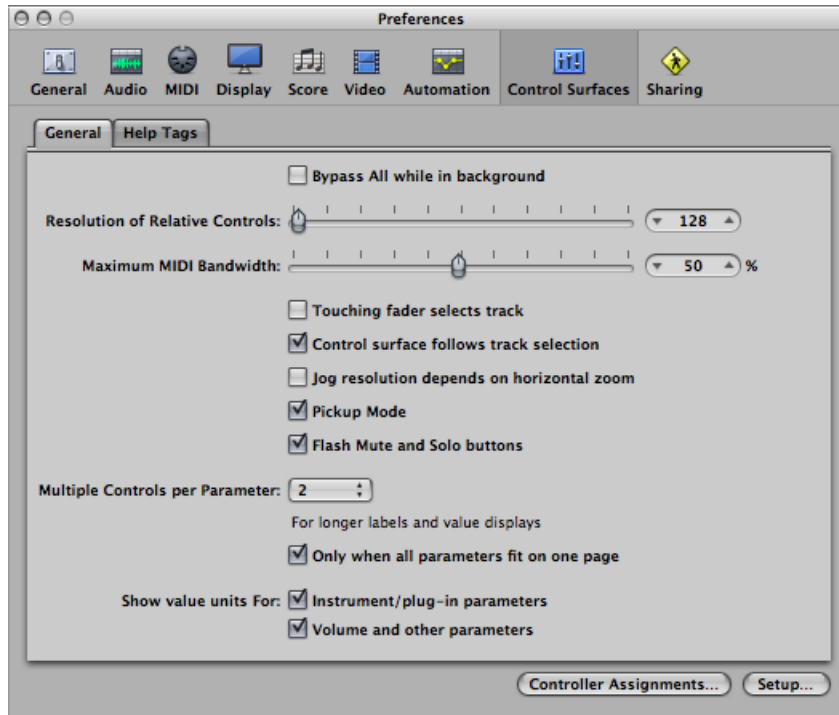 Preferences
General Audio MIDI Display Score Video Automation Control Surfaces Sharing
General Help Tags
Bypass All while in background
Resolution of Relative Controls: 128
Maximum MIDI Bandwidth: 50 %
Touching fader selects track
Control surface follows track selection
Jog resolution depends on horizontal zoom
Pickup Mode
Flash Mute and Solo buttons
Multiple Controls per Parameter: 2
For longer labels and value displays
Only when all parameters fit on one page
Show value units For: Instrument/plug-in parameters
Volume and other parameters
Controller Assignments... Setup...